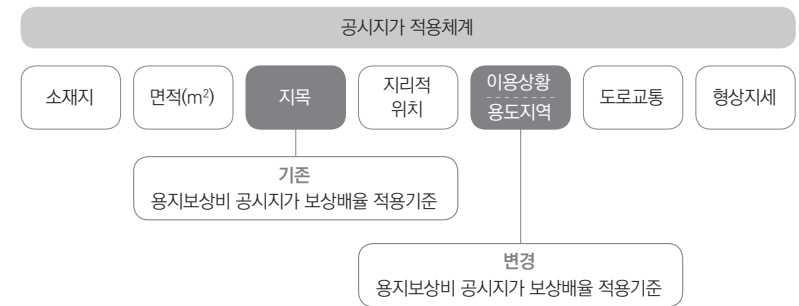 공시지가 적용체계
소재지
면적(m²)
지목
지리적
위치
이용상황
용도지역
도로교통
형상지세
기존
용지보상비 공시지가 보상배율 적용기준
변경
용지보상비 공시지가 보상배율 적용기준